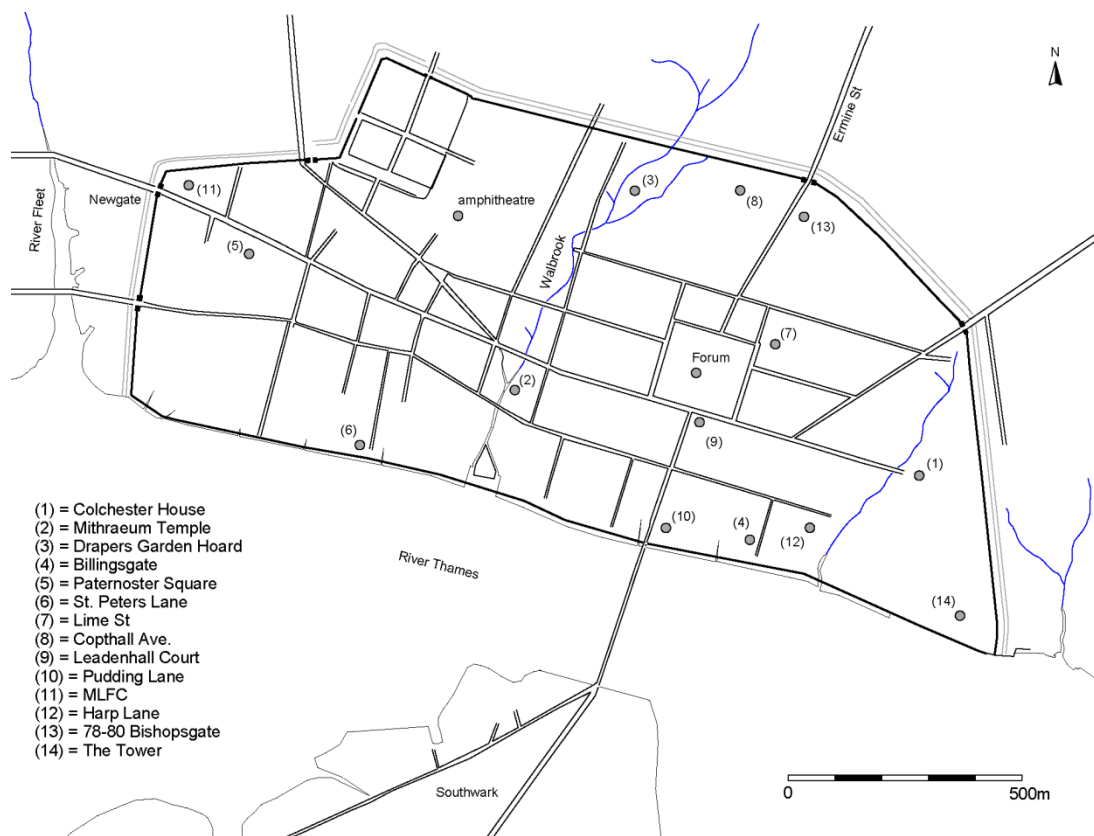 N
Ermine St
Newgate
(11)
River Fleet
amphitheatre
(3)
(8)
(13)
(5)
Walbrook
(7)
Forum
(2)
(6)
(9)
(1)
(10)
(4)
(12)
(14)
River Thames
(1) = Colchester House
(2) = Mithraeum Temple
(3) = Drapers Garden Hoard
(4) = Billingsgate
(5) = Paternoster Square
(6) = St. Peters Lane
(7) = Lime St
(8) = Copthall Ave.
(9) = Leadenhall Court
(10) = Pudding Lane
(11) = MLFC
(12) = Harp Lane
(13) = 78-80 Bishopsgate
(14) = The Tower
Southwark
0 500m